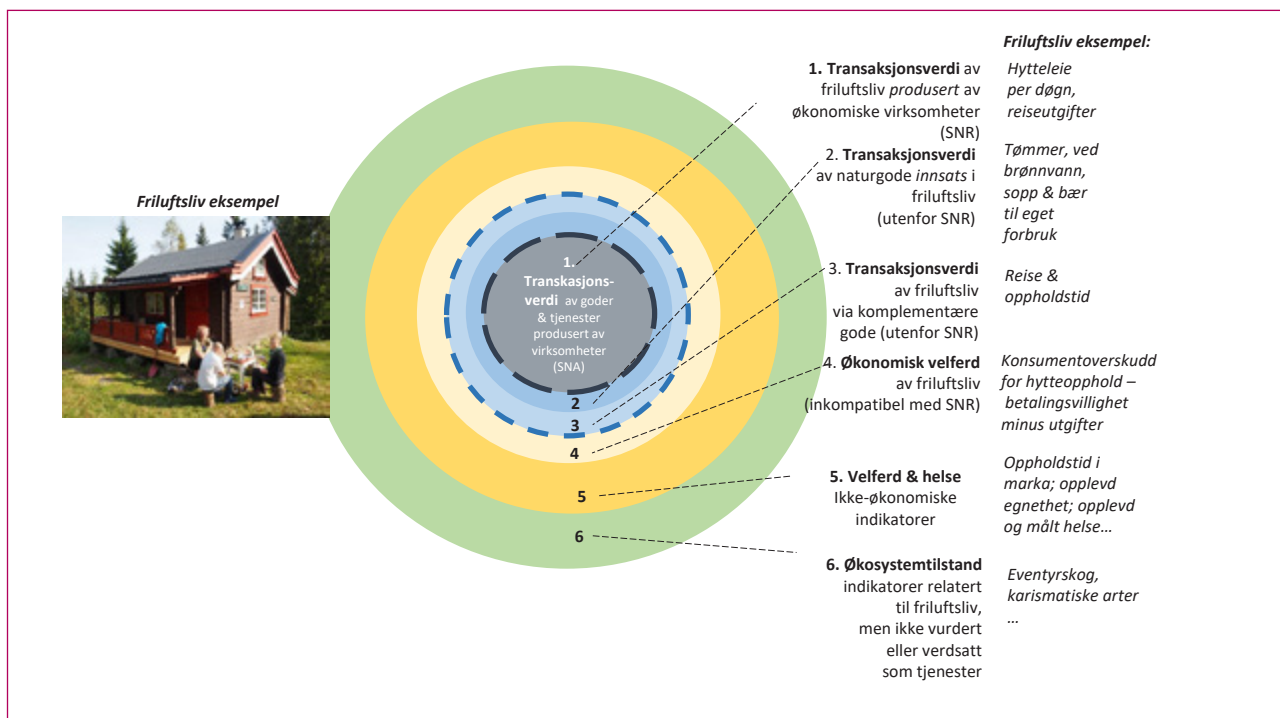 Friluftsliv eksempel
1.
Transkasjons-
verdi av goder
& tjenester
produsert av
virksomheter
(SNA)
2
3
4
5
6
1. Transaksjonsverdi av
friluftsliv produsert av
økonomiske virksomheter
(SNR)
2. Transaksjonsverdi
av naturgode innsats i
friluftsliv
(utenfor SNR)
3. Transaksjonsverdi
av friluftsliv
via komplementære
gode (utenfor SNR)
4. Økonomisk velferd
av friluftsliv
(inkompatibel med SNR)
5. Velferd & helse
Ikke-økonomiske
indikatorer
6. Økosystemtilstand
indikatorer relatert
til friluftsliv,
men ikke vurdert
eller verdsatt
som tjenester
Friluftsliv eksempel:
Hytteleie
per døgn,
reiseutgifter
Tømmer, ved
brønnvann,
sopp & bær
til eget
forbruk
Reise &
oppholdstid
Konsumentoverskudd
for hytteopphold –
betalingsvillighet
minus utgifter
Oppholdstid i
marka; opplevd
egnethet; opplevd
og målt helse…
Eventyrskog,
karismatiske arter
…